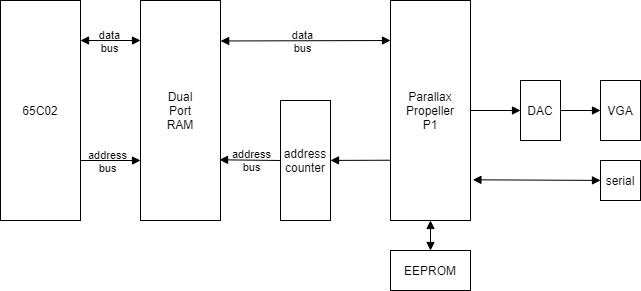 65C02
data
bus
address
bus
Dual
Port
RAM
data
bus
address
bus
address
counter
Parallax
Propeller
P1
DAC
VGA
serial
EEPROM